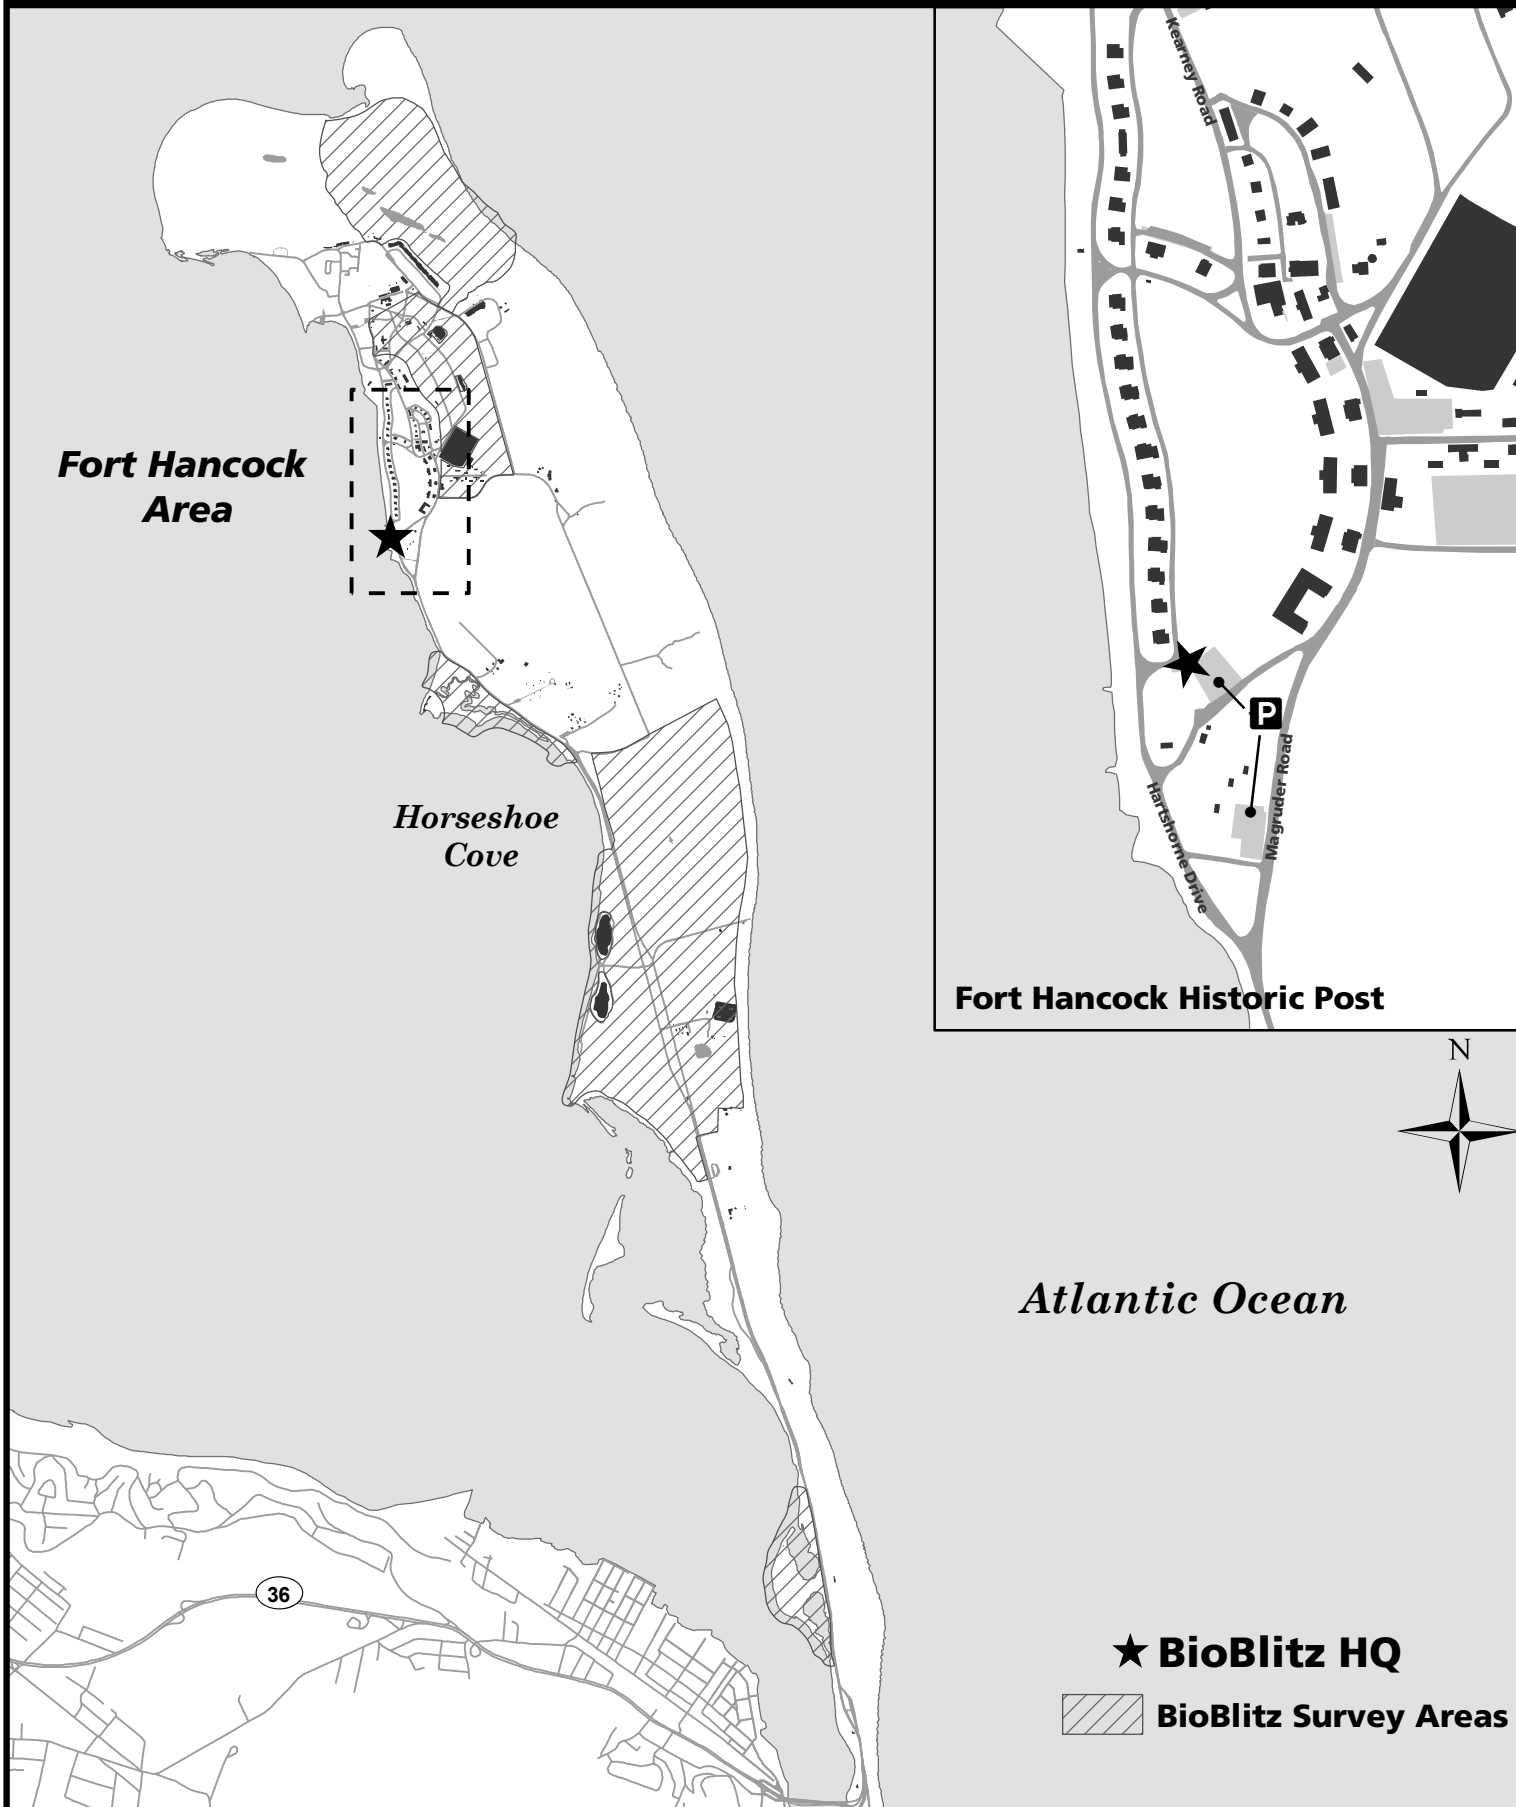 Kearney Road
Fort Hancock
Area
P
Magruder Road
Hartshorne Drive
Horseshoe
Cove
Fort Hancock Historic Post
N
Atlantic Ocean
36
BioBlitz HQ
BioBlitz Survey Areas